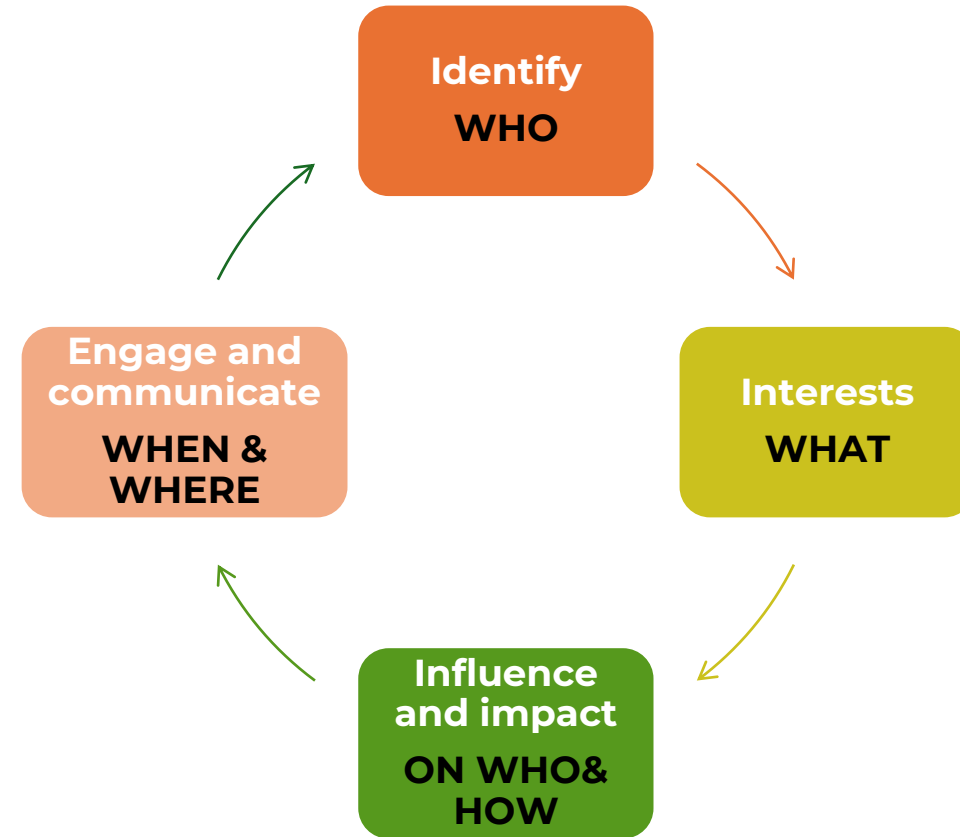 Identify
WHO
Interests
WHAT
Influence
and impact
ON WHO&
HOW
Engage and
communicate
WHEN &
WHERE